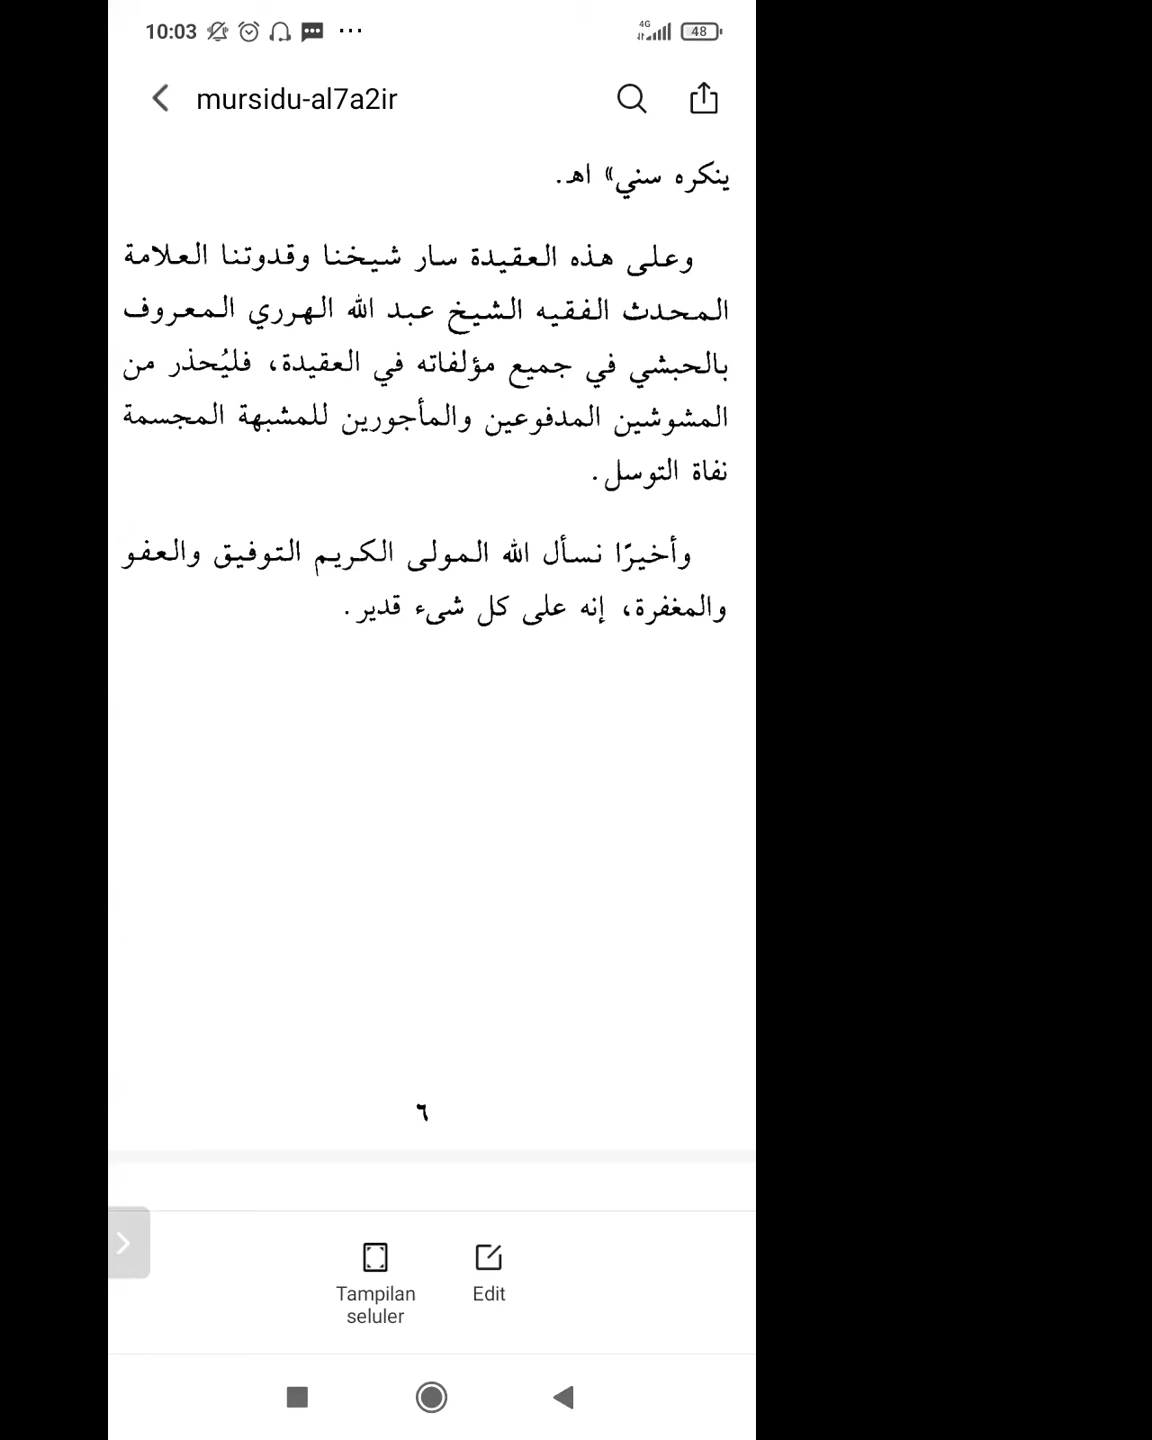 10:03
4G
48
mursidu-al7a2ir
ينكره سني» اهـ.
وعلى هذه العقيدة سار شيخنا وقدوتنا العلامة
المحدث الفقيه الشيخ عبد الله الهرري المعروف
بالحبشي في جميع مؤلفاته في العقيدة، فليُحذر من
المشوشين المدفوعين والمأجورين للمشبهة المجسمة
نفاة التوسل.
وأخيرًا نسأل الله المولى الكريم التوفيق والعفو
والمغفرة، إنه على كل شىء قدير.
٦
Tampilan
seluler
Edit